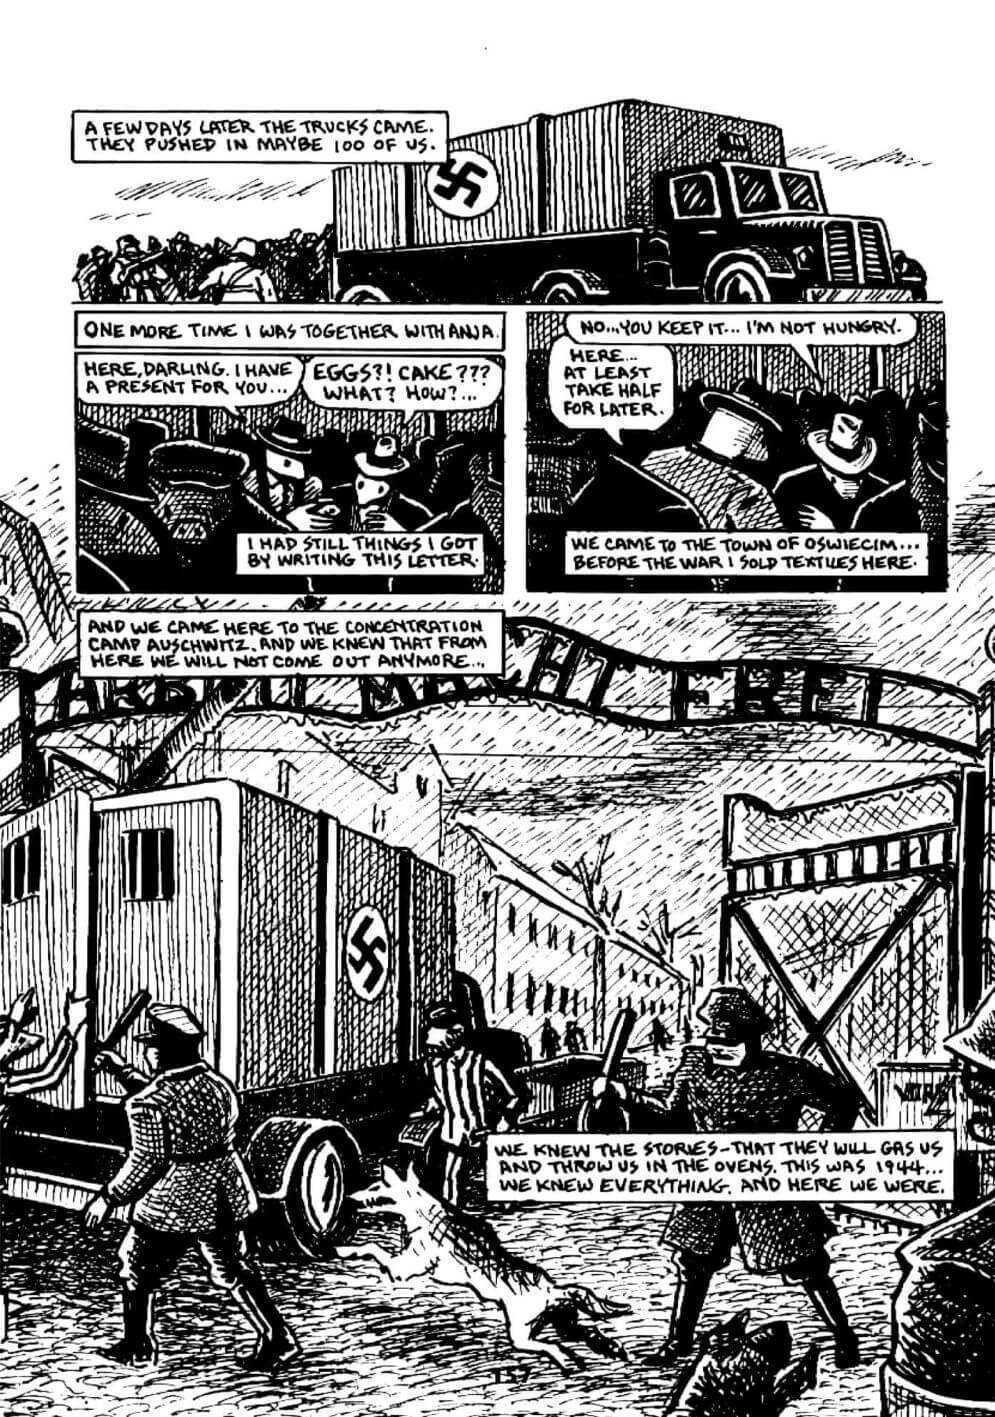 A FEW DAYS LATER THE TRUCKS CAME.
THEY PUSHED IN MAYBE 100 OF US.
ONE MORE TIME I WAS TOGETHER WITH ANJA.
HERE, DARLING. I HAVE
A PRESENT FOR YOU...
EGGS?! CAKE???
WHAT? HOW?...
I HAD STILL THINGS I GOT
BY WRITING THIS LETTER.
NO...YOU KEEP IT... I'M NOT HUNGRY.
HERE...
AT LEAST
TAKE HALF
FOR LATER.
WE CAME TO THE TOWN OF OSWIECIM...
BEFORE THE WAR I SOLD TEXTILES HERE.
AND WE CAME HERE TO THE CONCENTRATION
CAMP AUSCHWITZ. AND WE KNEW THAT FROM
HERE WE WILL NOT COME OUT ANYMORE...
ARBEIT MACHT FREI
WE KNEW THE STORIES-THAT THEY WILL GAS US
AND THROW US IN THE OVENS. THIS WAS 1944...
WE KNEW EVERYTHING. AND HERE WE WERE.
157